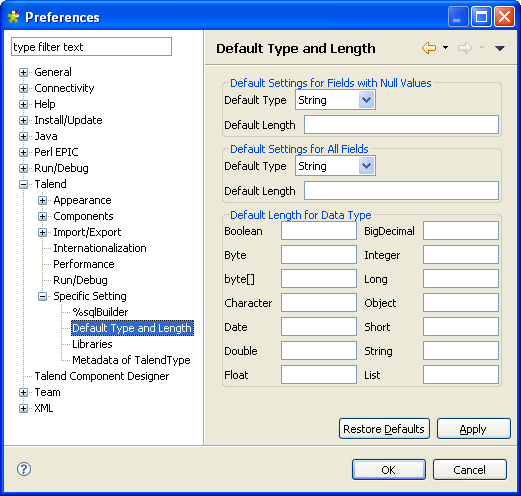 Preferences
type filter text
General
Connectivity
Help
Install/Update
Java
Perl EPIC
Run/Debug
Talend
Appearance
Components
Import/Export
Internationalization
Performance
Run/Debug
Specific Setting
%sqlBuilder
Default Type and Length
Libraries
Metadata of TalendType
Talend Component Designer
Team
XML
Default Type and Length
Default Settings for Fields with Null Values
Default Type String
Default Length
Default Settings for All Fields
Default Type String
Default Length
Default Length for Data Type
Boolean BigDecimal
Byte Integer
byte[] Long
Character Object
Date Short
Double String
Float List
Restore Defaults Apply
? OK Cancel